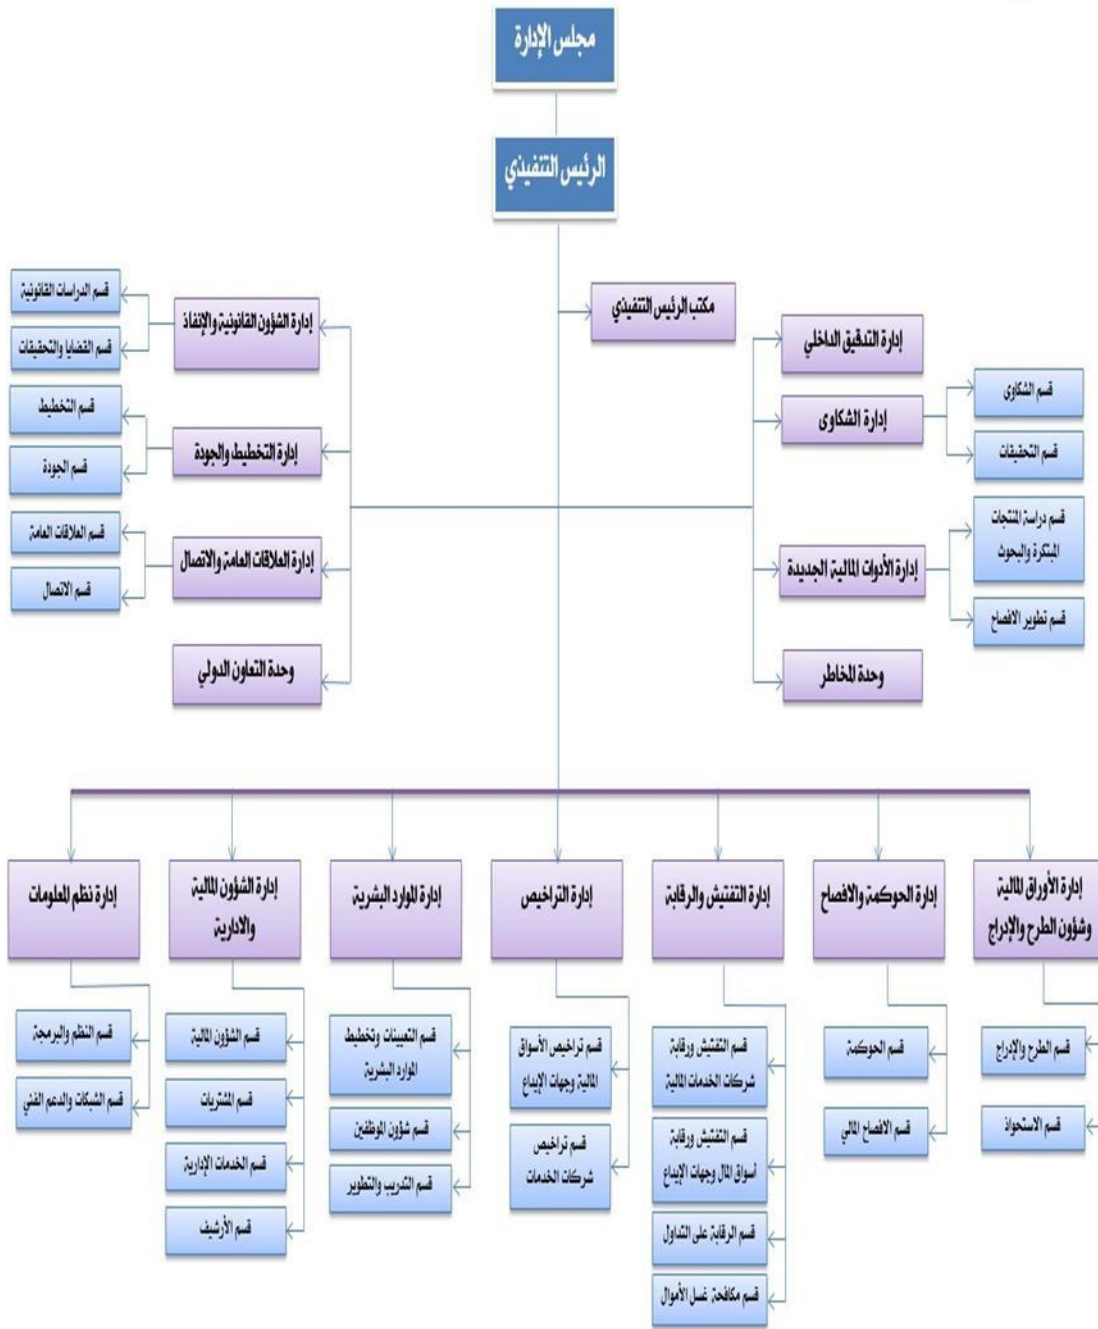 مجلس الإدارة
الرئيس التنفيذي
مكتب الرئيس التنفيذي
إدارة التدقيق الداخلي
إدارة الشكاوى
قسم الشكاوى
قسم التحقيقات
إدارة الأدوات المالية الجديدة
قسم دراسة المنتجات
المبتكرة والبحوث
قسم تطوير الافصاح
وحدة المخاطر
إدارة الشؤون القانونية والإنفاذ
قسم الدراسات القانونية
قسم القضايا والتحقيقات
إدارة التخطيط والجودة
قسم التخطيط
قسم الجودة
إدارة العلاقات العامة والاتصال
قسم العلاقات العامة
قسم الاتصال
وحدة التعاون الدولي
إدارة الأوراق المالية
وشؤون الطرح والإدراج
قسم الطرح والإدراج
قسم الاستحواذ
إدارة الحوكمة والافصاح
قسم الحوكمة
قسم الافصاح المالي
إدارة التفتيش والرقابة
قسم التفتيش ورقابة
شركات الخدمات المالية
قسم التفتيش ورقابة
أسواق المال وجهات الإيداع
قسم الرقابة على التداول
قسم مكافحة غسل الأموال
إدارة التراخيص
قسم تراخيص الأسواق
المالية وجهات الإيداع
قسم تراخيص
شركات الخدمات
إدارة الموارد البشرية
قسم التعيينات وتخطيط
الموارد البشرية
قسم شؤون الموظفين
قسم التدريب والتطوير
إدارة الشؤون المالية
والادارية
قسم الشؤون المالية
قسم المشتريات
قسم الخدمات الإدارية
قسم الأرشيف
إدارة نظم المعلومات
قسم النظم والبرمجة
قسم الشبكات والدعم الفني